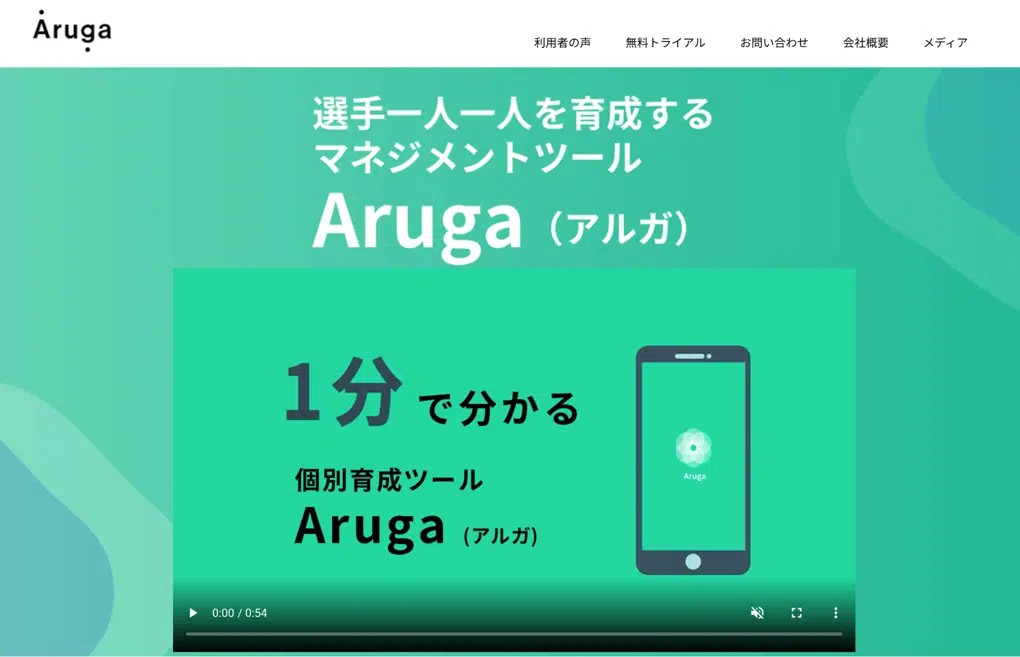 Aruga
利用者の声 無料トライアル お問い合わせ 会社概要 メディア
選手一人一人を育成する
マネジメントツール
Aruga（アルガ）
1分で分かる
個別育成ツール
Aruga (アルガ)
Aruga
0:00 / 0:54